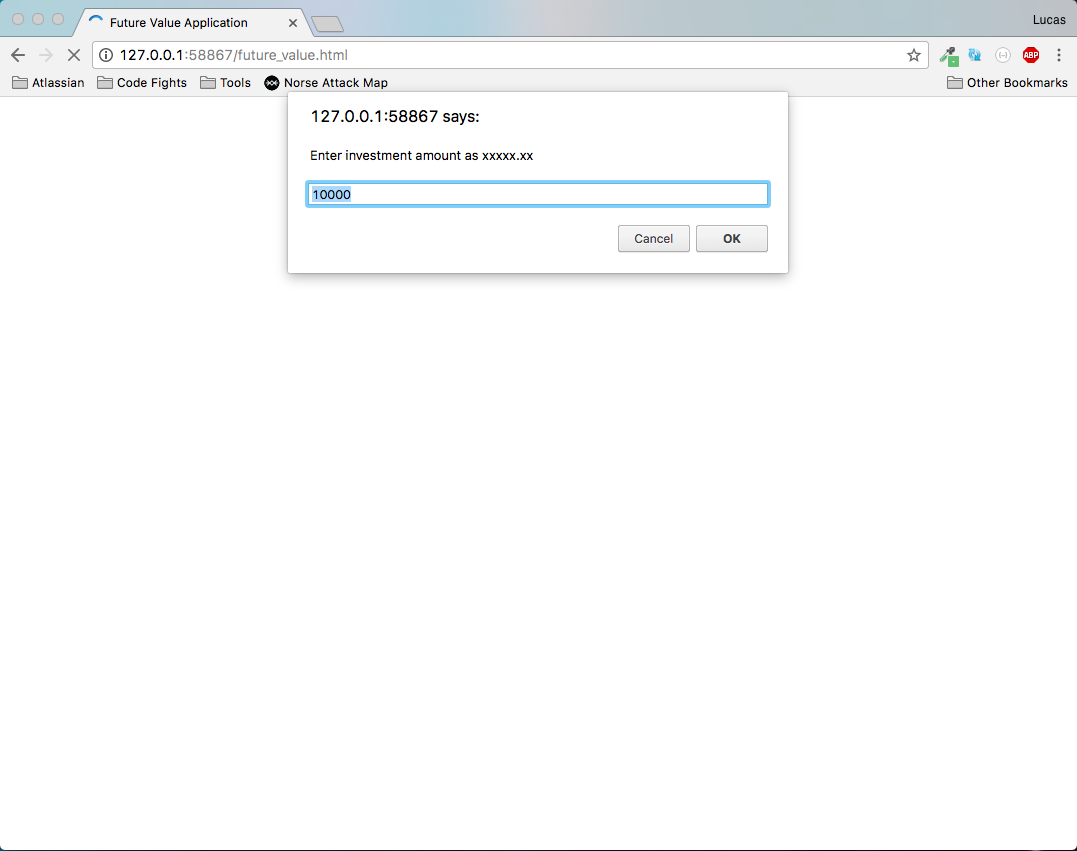 Future Value Application
Lucas
127.0.0.1:58867/future_value.html
ABP
Atlassian Code Fights Tools Norse Attack Map Other Bookmarks
127.0.0.1:58867 says:
Enter investment amount as xxxxx.xx
10000
Cancel OK